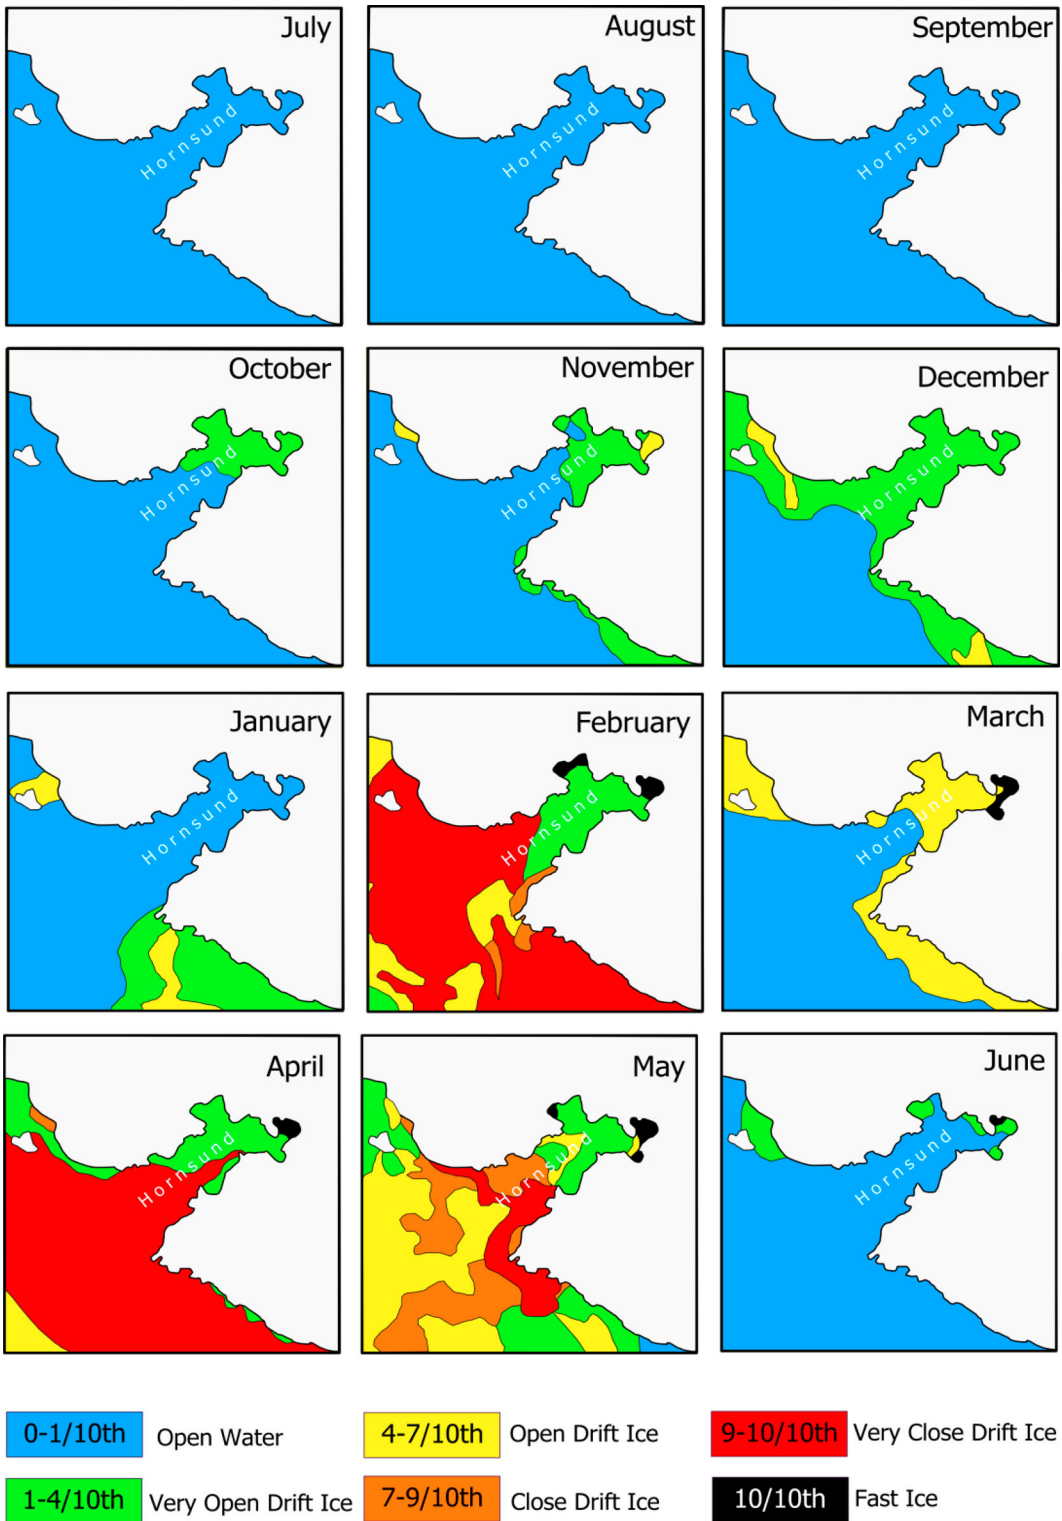 July
Hornsund
August
Hornsund
September
Hornsund
October
Hornsund
November
Hornsund
December
Hornsund
January
Hornsund
February
Hornsund
March
Hornsund
April
Hornsund
May
Hornsund
June
Hornsund
0-1/10th Open Water
4-7/10th Open Drift Ice
9-10/10th Very Close Drift Ice
1-4/10th Very Open Drift Ice
7-9/10th Close Drift Ice
10/10th Fast Ice